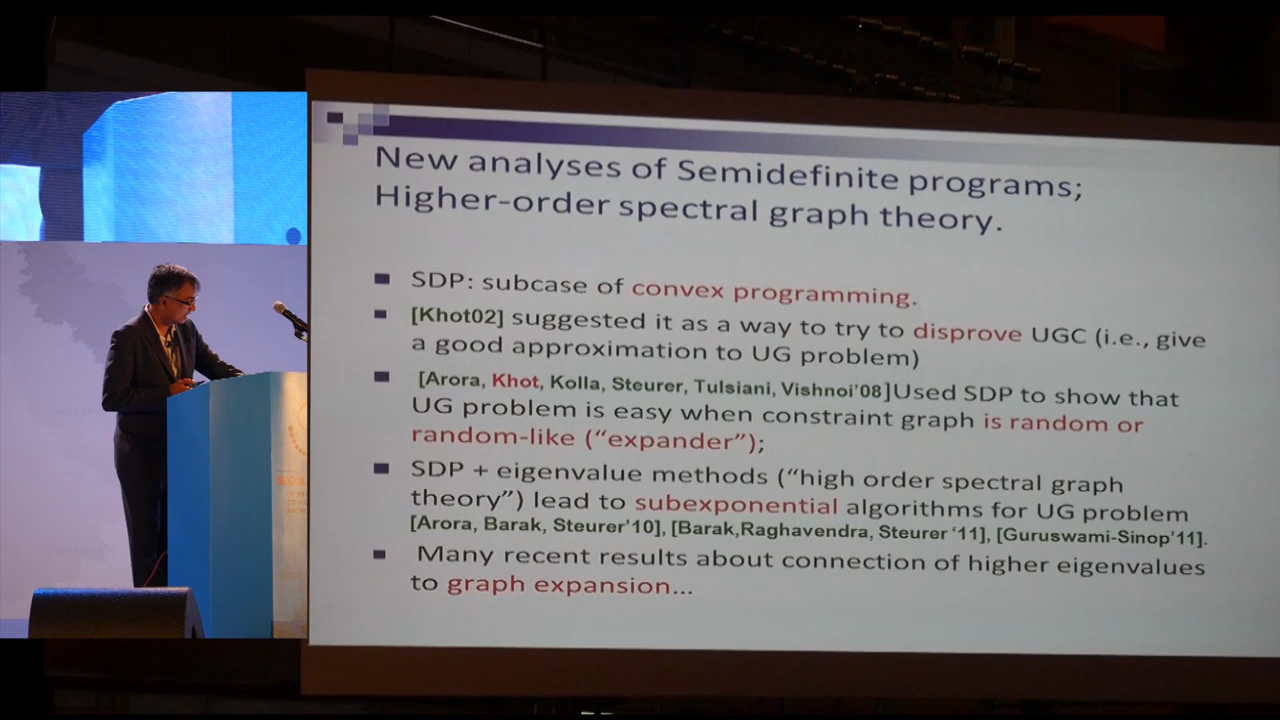 New analyses of Semidefinite programs;
Higher-order spectral graph theory.
SDP: subcase of convex programming.
[Khot02] suggested it as a way to try to disprove UGC (i.e., give
a good approximation to UG problem)
[Arora, Khot, Kolla, Steurer, Tulsiani, Vishnoi’08]Used SDP to show that
UG problem is easy when constraint graph is random or
random-like (“expander”);
SDP + eigenvalue methods (“high order spectral graph
theory”) lead to subexponential algorithms for UG problem
[Arora, Barak, Steurer’10], [Barak,Raghavendra, Steurer ‘11], [Guruswami-Sinop’11].
Many recent results about connection of higher eigenvalues
to graph expansion…
SEOUL